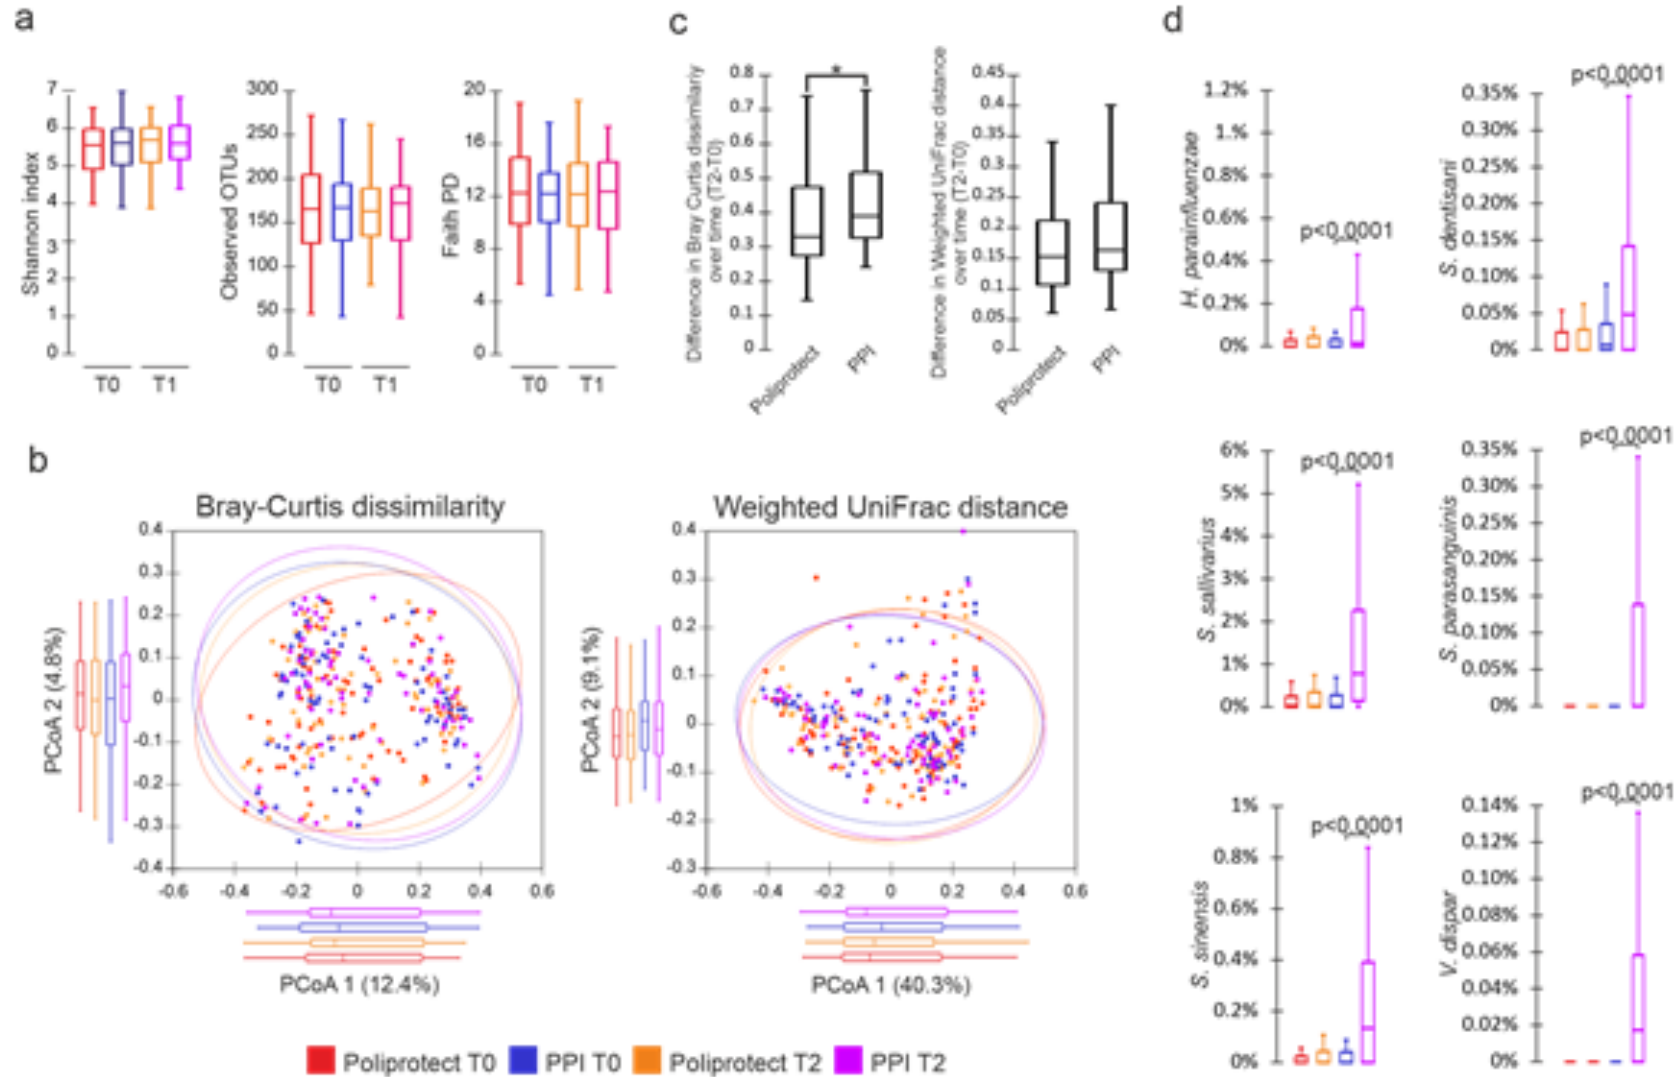 a
Shannon index
7
6
5
4
3
2
1
0
T0 T1
Observed OTUs
300
250
200
150
100
50
0
T0 T1
Faith PD
20
16
12
8
4
0
T0 T1
c
Difference in Bray Curtis dissimilariy
over time (T2-T0)
0.8
0.7
0.6
0.5
0.4
0.3
0.2
0.1
0
*
Poliprotect PPI
Difference in Weighted UniFrac distance
over time (T2-T0)
0.45
0.4
0.35
0.3
0.25
0.2
0.15
0.1
0.05
0
Poliprotect PPI
d
H. parainfluenzae
1.2%
1%
0.8%
0.6%
0.4%
0.2%
0%
p<0.0001
S. dentisani
0.35%
0.30%
0.25%
0.20%
0.15%
0.10%
0.05%
0%
p<0.0001
S. sallivarius
6%
5%
4%
3%
2%
1%
0%
p<0.0001
S. parasanguinis
0.35%
0.30%
0.25%
0.20%
0.15%
0.10%
0.05%
0%
p<0.0001
S. sinensis
1%
0.8%
0.6%
0.4%
0.2%
0%
p<0.0001
V. dispar
0.14%
0.12%
0.10%
0.08%
0.06%
0.04%
0.02%
0%
p<0.0001
b
Bray-Curtis dissimilarity
PCoA 2 (4.8%)
0.4
0.3
0.2
0.1
0
-0.1
-0.2
-0.3
-0.4
-0.6 -0.4 -0.2 0 0.2 0.4 0.6
PCoA 1 (12.4%)
Weighted UniFrac distance
PCoA 2 (9.1%)
0.4
0.3
0.2
0.1
0
-0.1
-0.2
-0.3
-0.6 -0.4 -0.2 0 0.2 0.4 0.6
PCoA 1 (40.3%)
Poliprotect T0 PPI T0 Poliprotect T2 PPI T2